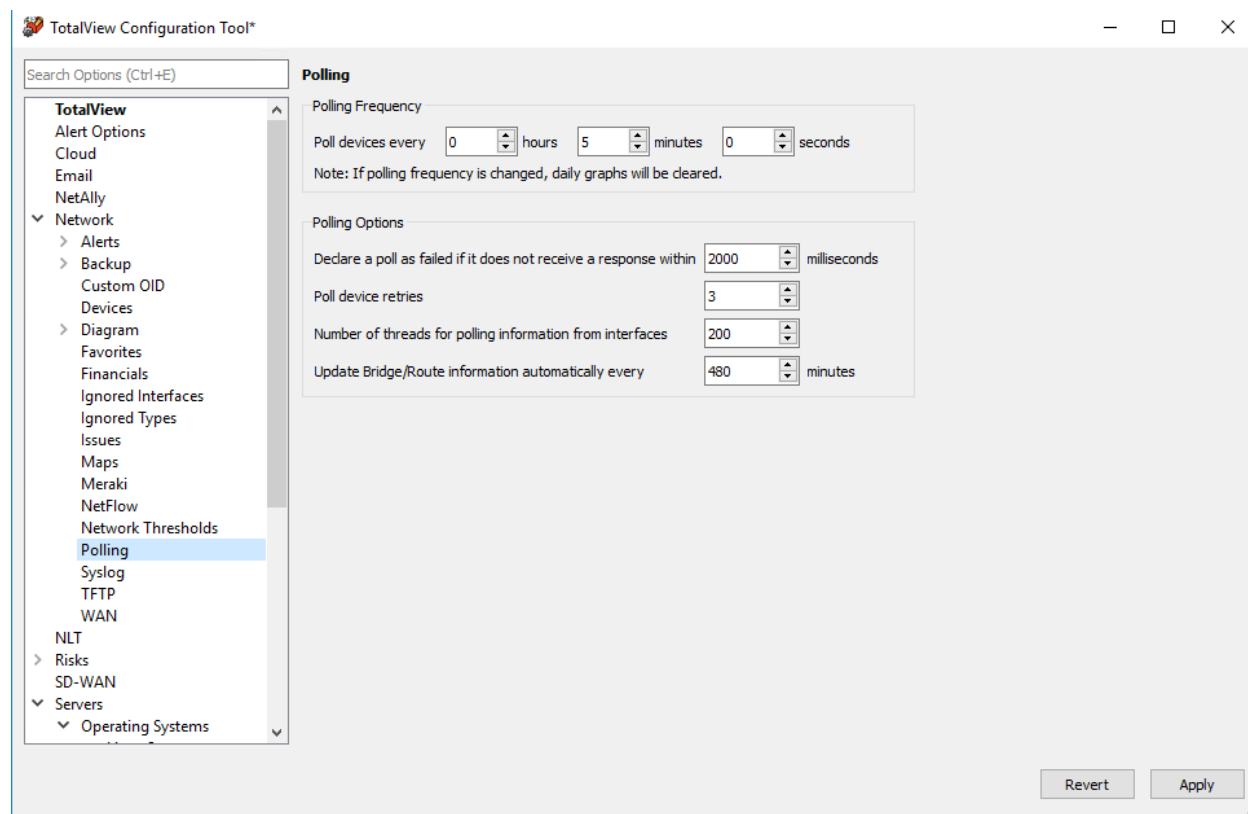 TotalView Configuration Tool*
Search Options (Ctrl+E)
TotalView
Alert Options
Cloud
Email
NetAlly
Network
Alerts
Backup
Custom OID
Devices
Diagram
Favorites
Financials
Ignored Interfaces
Ignored Types
Issues
Maps
Meraki
NetFlow
Network Thresholds
Polling
Syslog
TFTP
WAN
NLT
Risks
SD-WAN
Servers
Operating Systems
Polling
Polling Frequency
Poll devices every 0 hours 5 minutes 0 seconds
Note: If polling frequency is changed, daily graphs will be cleared.
Polling Options
Declare a poll as failed if it does not receive a response within 2000 milliseconds
Poll device retries 3
Number of threads for polling information from interfaces 200
Update Bridge/Route information automatically every 480 minutes
Revert Apply